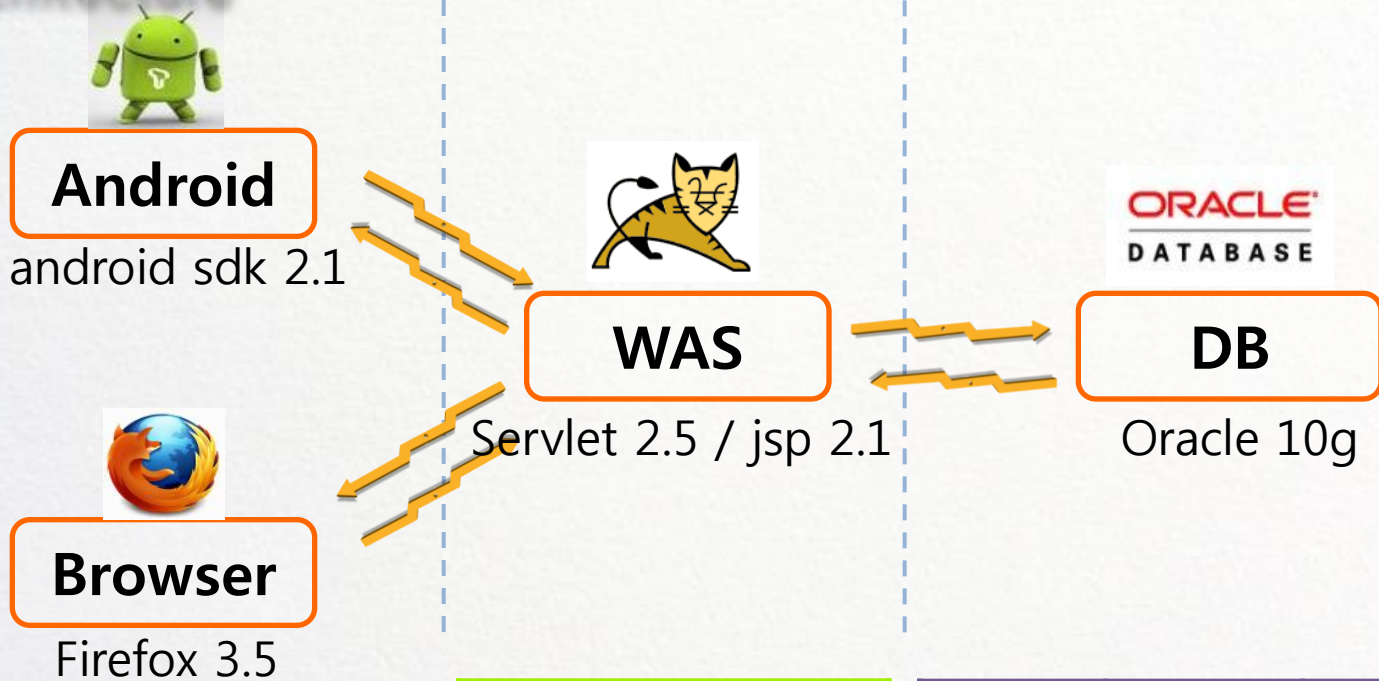 Android
android sdk 2.1
ORACLE
DATABASE
WAS
DB
Servlet 2.5 / jsp 2.1
Oracle 10g
Browser
Firefox 3.5